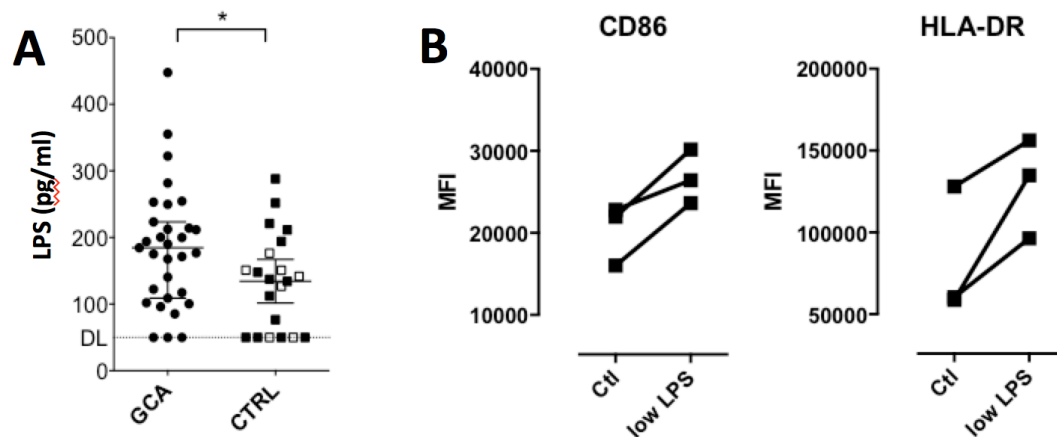 A
*
LPS (pg/ml)
500
400
300
200
100
DL
0
GCA
CTRL
B
CD86
MFI
40000
30000
20000
10000
Ctl
low LPS
HLA-DR
MFI
200000
150000
100000
50000
Ctl
low LPS